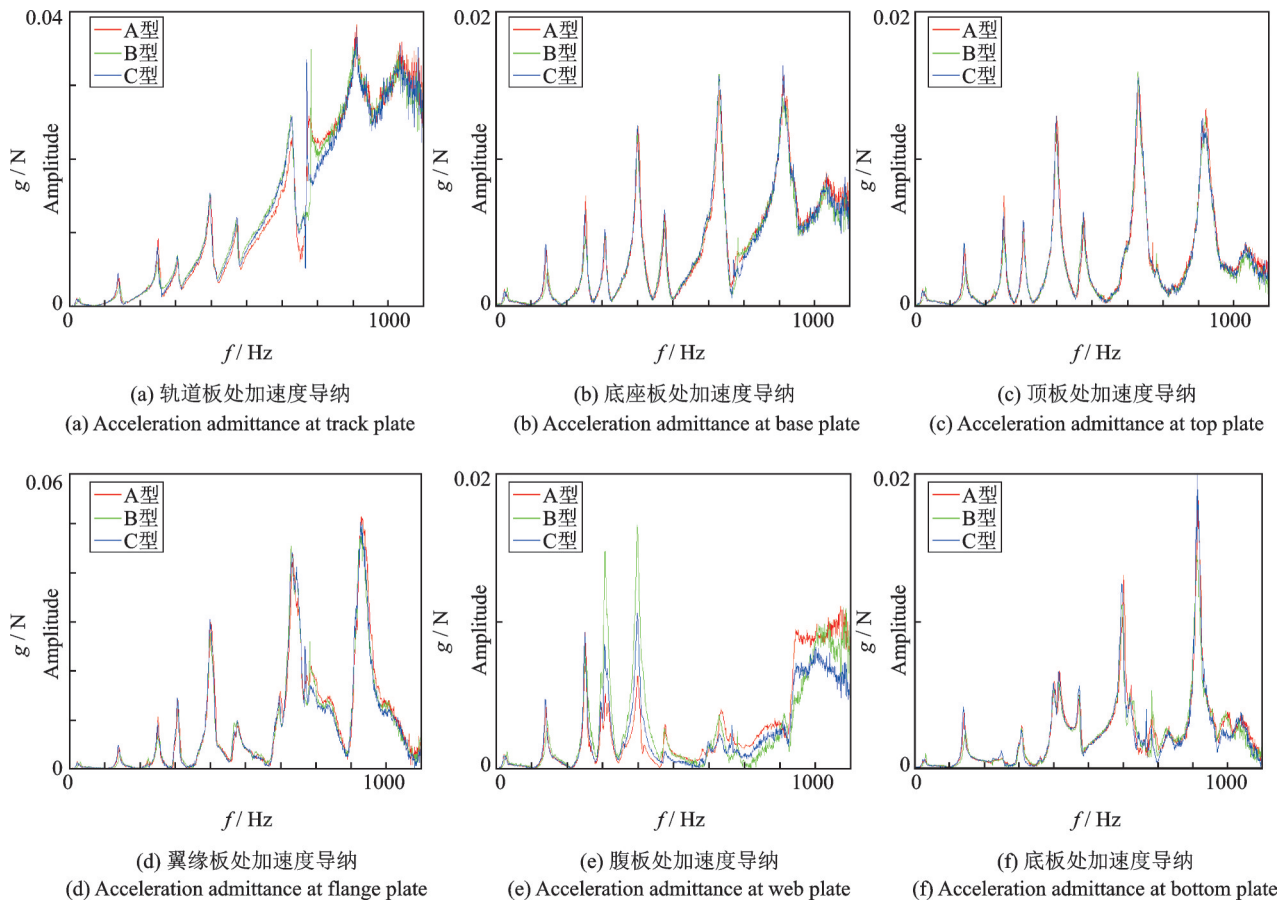 0.04
A型
B型
C型
g / N
Amplitude
0
0
1000
f / Hz
(a) 轨道板处加速度导纳
(a) Acceleration admittance at track plate
0.02
A型
B型
C型
g / N
Amplitude
0
0
1000
f / Hz
(b) 底座板处加速度导纳
(b) Acceleration admittance at base plate
0.02
A型
B型
C型
g / N
Amplitude
0
0
1000
f / Hz
(c) 顶板处加速度导纳
(c) Acceleration admittance at top plate
0.06
A型
B型
C型
g / N
Amplitude
0
0
1000
f / Hz
(d) 翼缘板处加速度导纳
(d) Acceleration admittance at flange plate
0.02
A型
B型
C型
g / N
Amplitude
0
0
1000
f / Hz
(e) 腹板处加速度导纳
(e) Acceleration admittance at web plate
0.02
A型
B型
C型
g / N
Amplitude
0
0
1000
f / Hz
(f) 底板处加速度导纳
(f) Acceleration admittance at bottom plate